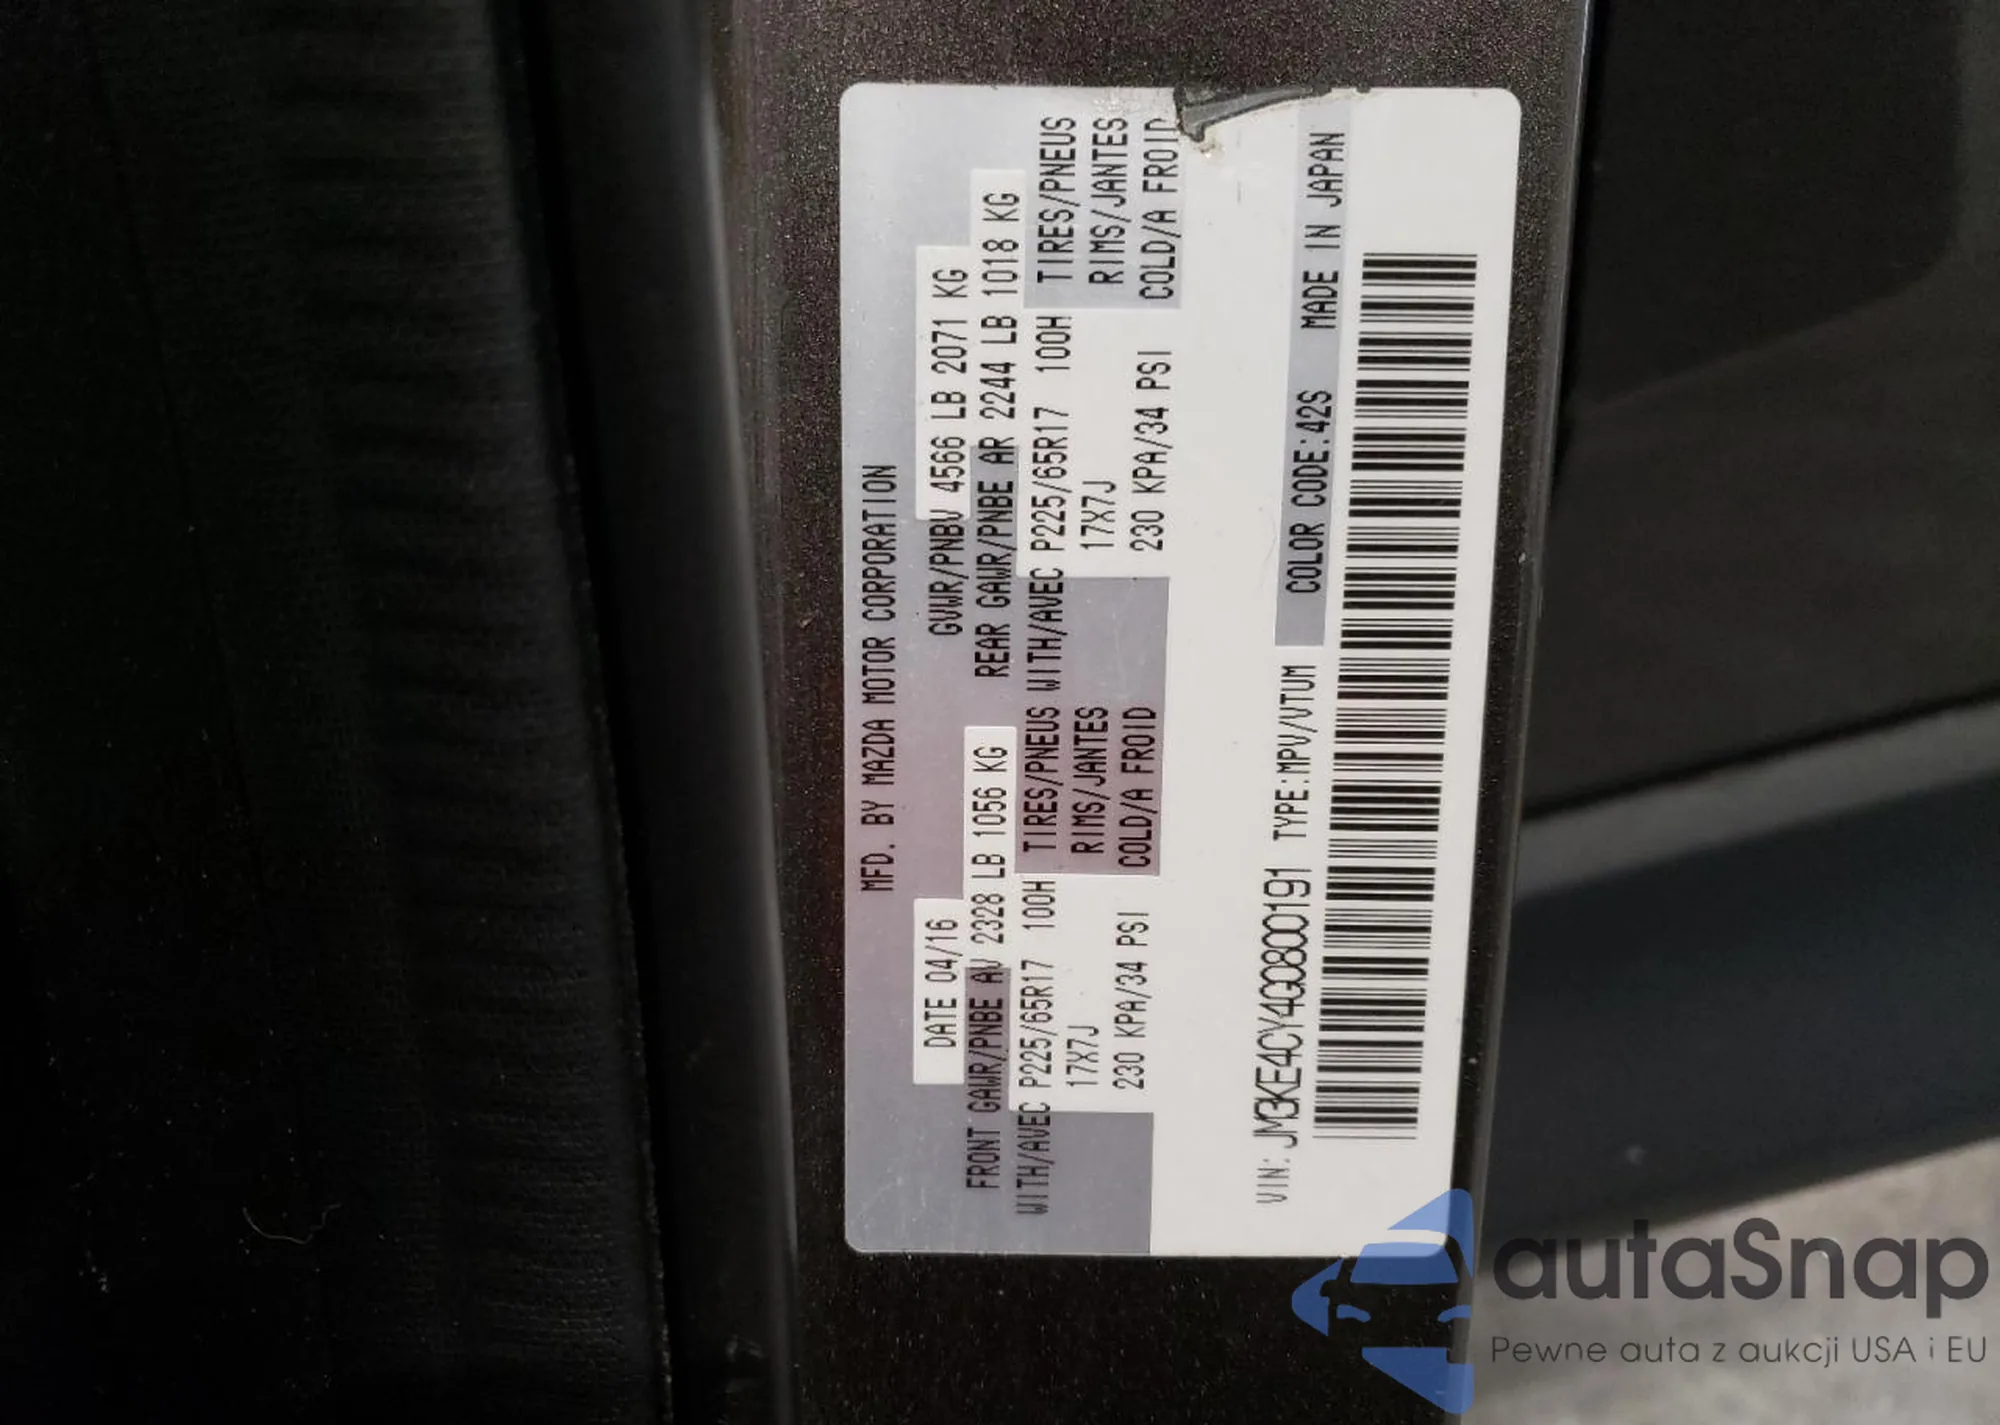 MFD. BY MAZDA MOTOR CORPORATION
DATE 04/16 GVWR/PNBV 4566 LB 2071 KG
FRONT GAWR/PNBE AV 2328 LB 1056 KG REAR GAWR/PNBE AR 2244 LB 1018 KG
WITH/AVEC P225/65R17 100H TIRES/PNEUS WITH/AVEC P225/65R17 100H TIRES/PNEUS
17X7J RIMS/JANTES 17X7J RIMS/JANTES
230 KPA/34 PSI COLD/A FROID 230 KPA/34 PSI COLD/A FROID
VIN: JM3KE4CY4G0800191 TYPE:MPV/VTUM COLOR CODE:42S MADE IN JAPAN
autaSnap
Pewne auta z aukcji USA i EU